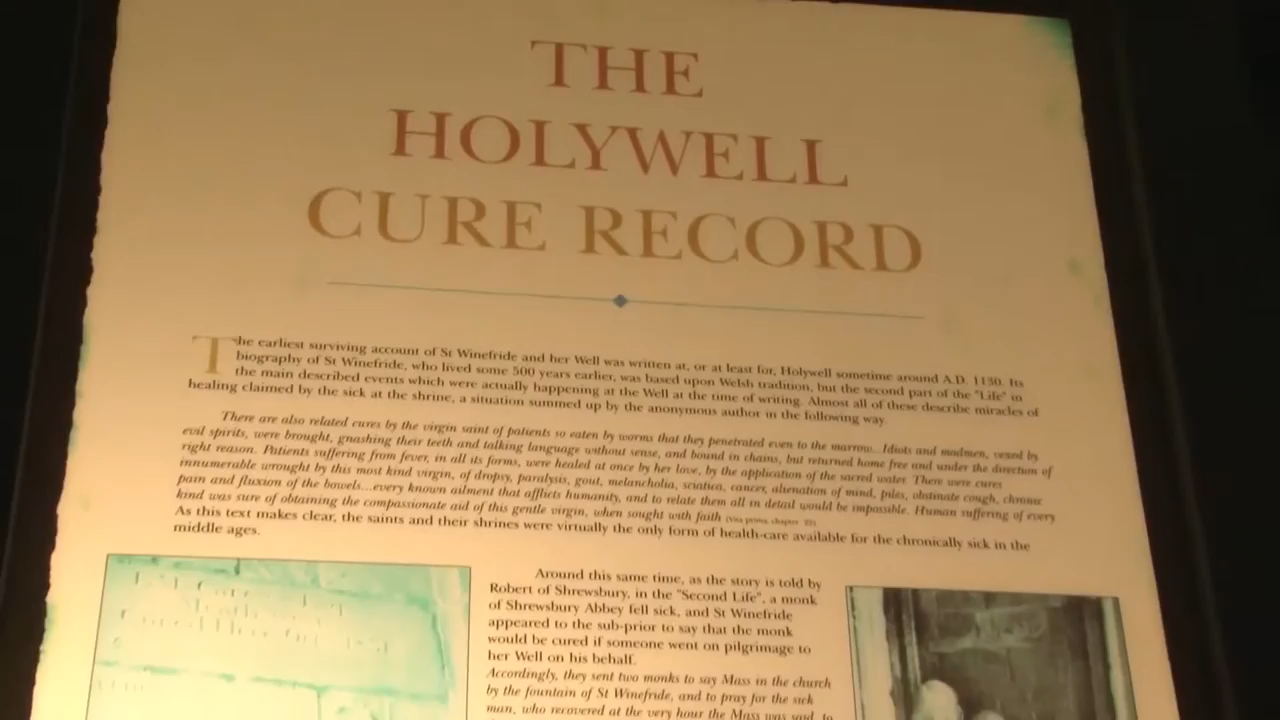 THE
HOLYWELL
CURE RECORD
The earliest surviving account of St Winefride and her Well was written at, or at least for, Holywell sometime around A.D. 1130. Its
biography of St Winefride, who lived some 500 years earlier, was based upon Welsh tradition, but the second part of the "Life" to
the main described events which were actually happening at the Well at the time of writing. Almost all of these describe miracles of
healing claimed by the sick at the shrine, a situation summed up by the anonymous author in the following way.
There are also related cures by the virgin saint of patients so eaten by worms that they penetrated even to the marrow... Idiots and madmen, vexed by
evil spirits, were brought, gnashing their teeth and talking language without sense, and bound in chains, but returned home free and under the direction of
right reason. Patients suffering from fever, in all its forms, were healed at once by her love, by the application of the sacred water. There were cures
innumerable wrought by this most kind virgin, of dropsy, paralysis, gout, melancholia, sciatica, cancer, alienation of mind, piles, obstinate cough, chronic
pain and fluxion of the bowels...every known ailment that afflicts humanity, and to relate them all in detail would be impossible. Human suffering of every
kind was sure of obtaining the compassionate aid of this gentle virgin, when sought with faith (Vita prima, chapter
As this text makes clear, the saints and their shrines were virtually the only form of health-care available for the chronically sick in the
middle ages.
Around this same time, as the story is told by
Robert of Shrewsbury, in the "Second Life", a monk
of Shrewsbury Abbey fell sick, and St Winefride
appeared to the sub-prior to say that the monk
would be cured if someone went on pilgrimage to
her Well on his behalf.
Accordingly, they sent two monks to say Mass in the church
by the fountain of St Winefride, and to pray for the sick
man, who recovered at the very hour the Mass was said, to